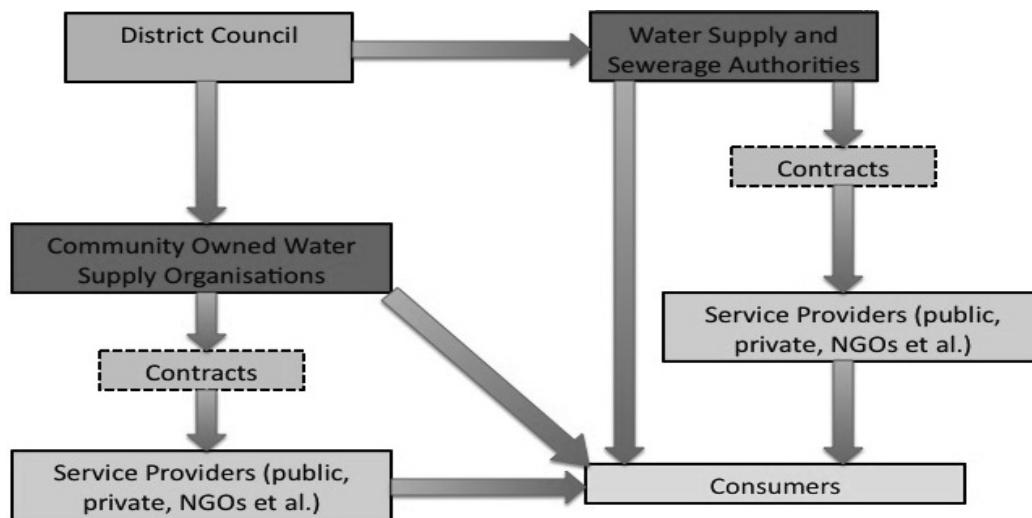 District Council
Water Supply and
Sewerage Authorities
Contracts
Community Owned Water
Supply Organisations
Service Providers (public,
private, NGOs et al.)
Contracts
Service Providers (public,
private, NGOs et al.)
Consumers